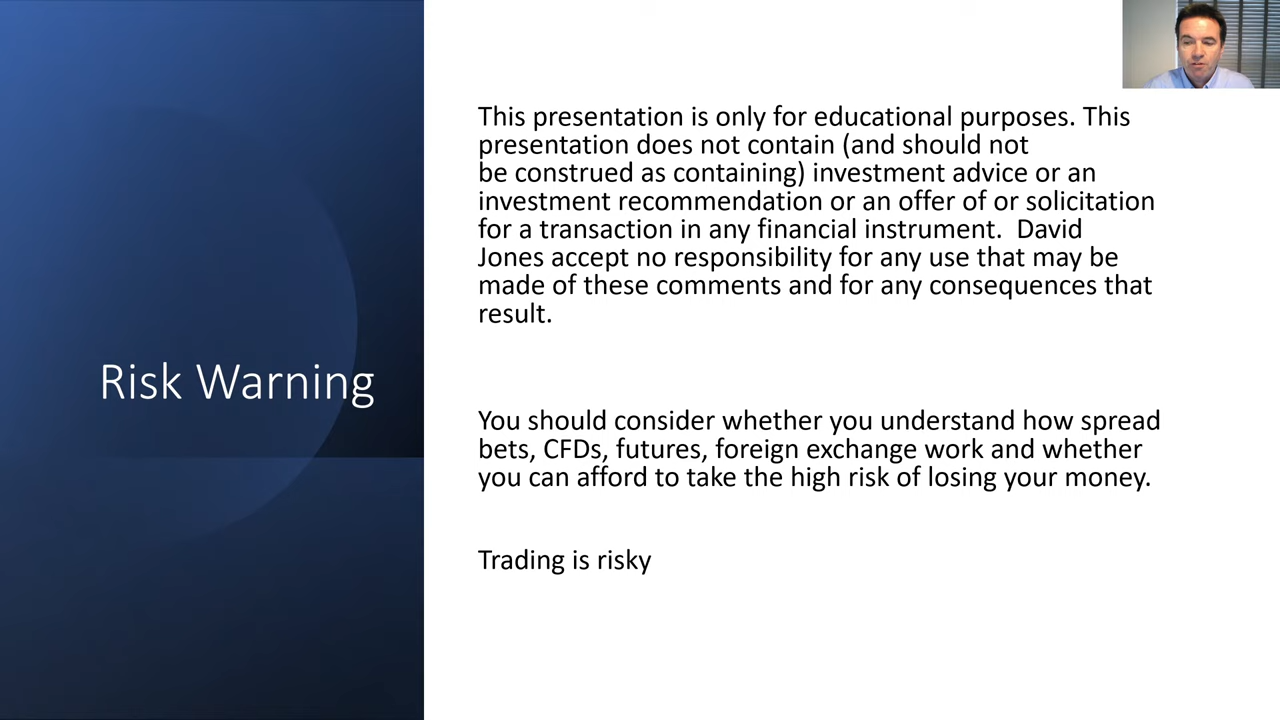 Risk Warning
This presentation is only for educational purposes. This
presentation does not contain (and should not
be construed as containing) investment advice or an
investment recommendation or an offer of or solicitation
for a transaction in any financial instrument.  David
Jones accept no responsibility for any use that may be
made of these comments and for any consequences that
result.
You should consider whether you understand how spread
bets, CFDs, futures, foreign exchange work and whether
you can afford to take the high risk of losing your money.
Trading is risky